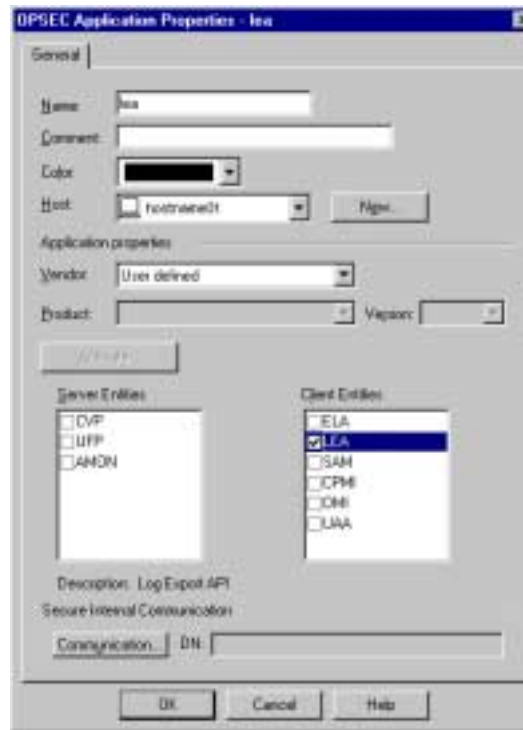 OPSEC Application Properties - lea
General
Name: lea
Comment:
Color:
Host: New...
Application properties
Vendor: User defined
Product: Version:
Server Entities Client Entities
CVP ELA
UFP LEA
AMON SAM
CPMI
OMI
UAA
Description: Log Export API
Secure Internal Communication
Communication... DN:
OK Cancel Help